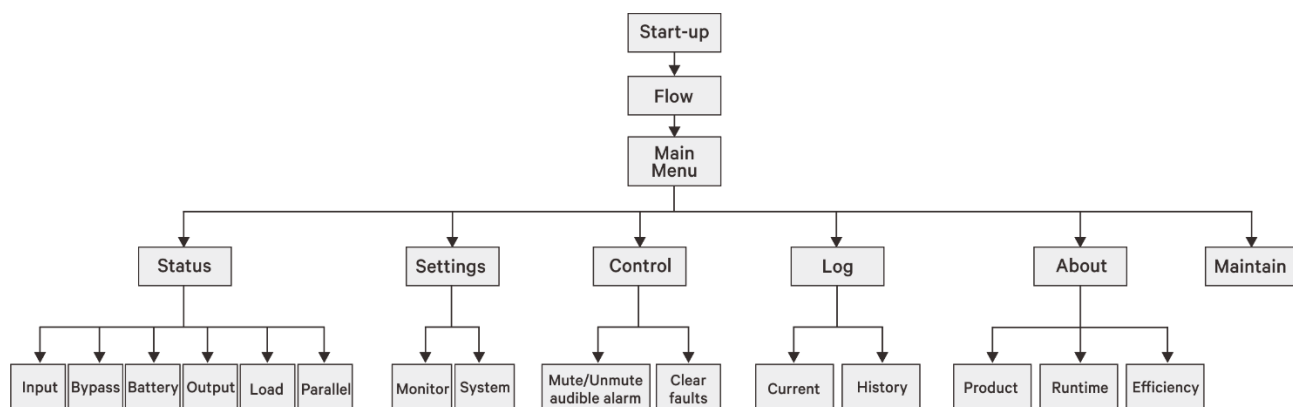 Start-up
Flow
Main
Menu
Status
Settings
Control
Log
About
Maintain
Input
Bypass
Battery
Output
Load
Parallel
Monitor
System
Mute/Unmute
audible alarm
Clear
faults
Current
History
Product
Runtime
Efficiency